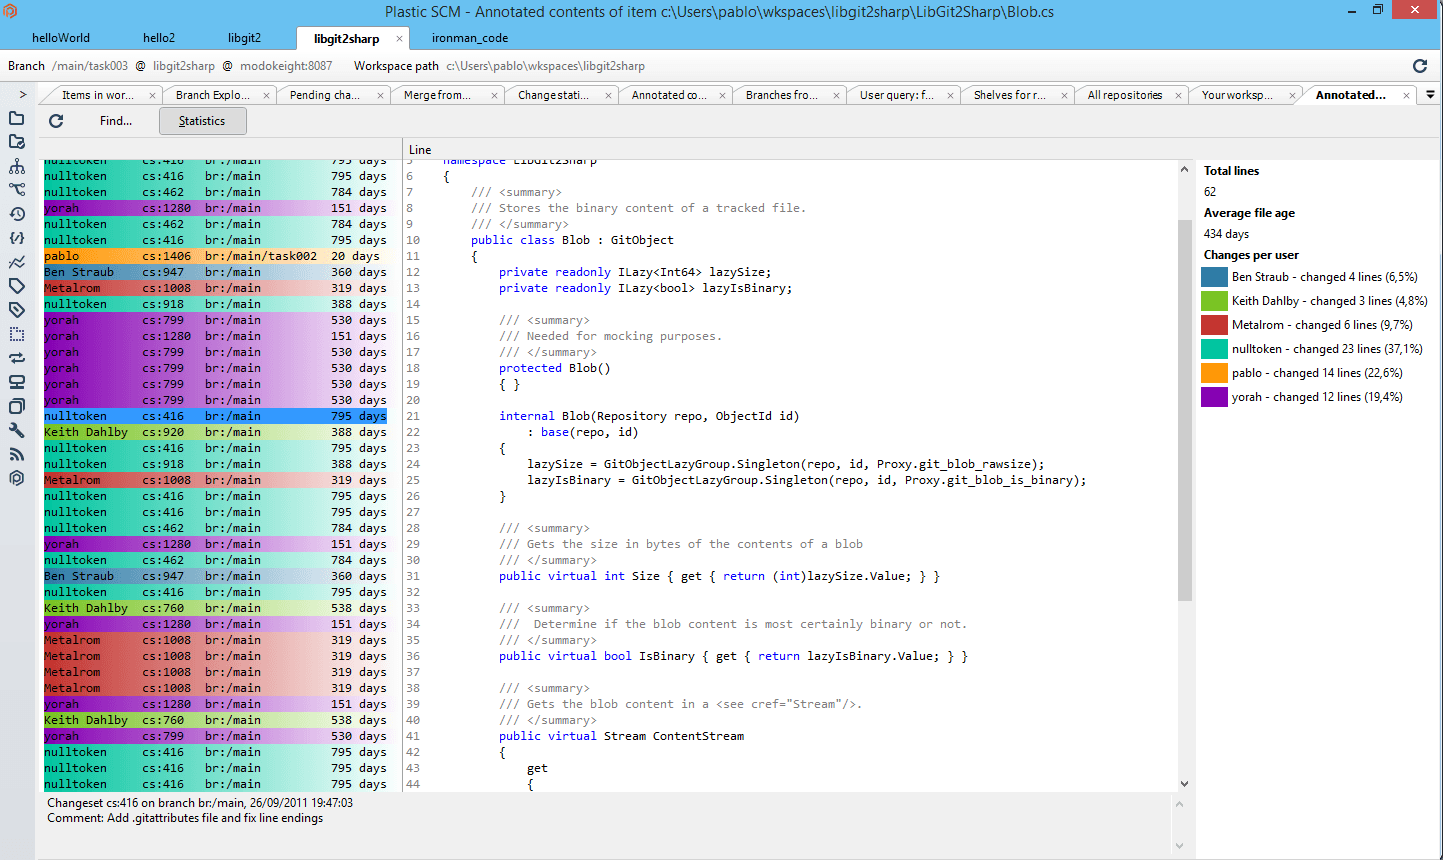 Plastic SCM - Annotated contents of item c:\Users\pablo\wkspaces\libgit2sharp\LibGit2Sharp\Blob.cs
helloWorld hello2 libgit2 libgit2sharp ironman_code
Branch /main/task003 @ libgit2sharp @ modokeight:8087 Workspace path c:\Users\pablo\wkspaces\libgit2sharp
Items in wor... Branch Explo... Pending cha... Merge from... Change stati... Annotated co... Branches fro... User query: f... Shelves for r... All repositories Your worksp... Annotated...
Find... Statistics
Line
nulltoken cs:416 br:/main 795 days 5 namespace LibGit2Sharp
nulltoken cs:416 br:/main 795 days 6 {
nulltoken cs:462 br:/main 784 days 7 /// <summary>
yorah cs:1280 br:/main 151 days 8 /// Stores the binary content of a tracked file.
nulltoken cs:462 br:/main 784 days 9 /// </summary>
nulltoken cs:416 br:/main 795 days 10 public class Blob : GitObject
pablo cs:1406 br:/main/task002 20 days 11 {
Ben Straub cs:947 br:/main 360 days 12 private readonly ILazy<Int64> lazySize;
Metalrom cs:1008 br:/main 319 days 13 private readonly ILazy<bool> lazyIsBinary;
nulltoken cs:918 br:/main 388 days 14
yorah cs:799 br:/main 530 days 15 /// <summary>
yorah cs:1280 br:/main 151 days 16 /// Needed for mocking purposes.
yorah cs:799 br:/main 530 days 17 /// </summary>
yorah cs:799 br:/main 530 days 18 protected Blob()
yorah cs:799 br:/main 530 days 19 { }
yorah cs:799 br:/main 530 days 20
nulltoken cs:416 br:/main 795 days 21 internal Blob(Repository repo, ObjectId id)
Keith Dahlby cs:920 br:/main 388 days 22 : base(repo, id)
nulltoken cs:416 br:/main 795 days 23 {
nulltoken cs:918 br:/main 388 days 24 lazySize = GitObjectLazyGroup.Singleton(repo, id, Proxy.git_blob_rawsize);
Metalrom cs:1008 br:/main 319 days 25 lazyIsBinary = GitObjectLazyGroup.Singleton(repo, id, Proxy.git_blob_is_binary);
nulltoken cs:416 br:/main 795 days 26 }
nulltoken cs:416 br:/main 795 days 27
nulltoken cs:462 br:/main 784 days 28 /// <summary>
yorah cs:1280 br:/main 151 days 29 /// Gets the size in bytes of the contents of a blob
nulltoken cs:462 br:/main 784 days 30 /// </summary>
Ben Straub cs:947 br:/main 360 days 31 public virtual int Size { get { return (int)lazySize.Value; } }
nulltoken cs:416 br:/main 795 days 32
Keith Dahlby cs:760 br:/main 538 days 33 /// <summary>
yorah cs:1280 br:/main 151 days 34 /// Determine if the blob content is most certainly binary or not.
Metalrom cs:1008 br:/main 319 days 35 /// </summary>
Metalrom cs:1008 br:/main 319 days 36 public virtual bool IsBinary { get { return lazyIsBinary.Value; } }
Metalrom cs:1008 br:/main 319 days 37
Metalrom cs:1008 br:/main 319 days 38 /// <summary>
yorah cs:1280 br:/main 151 days 39 /// Gets the blob content in a <see cref="Stream"/>.
Keith Dahlby cs:760 br:/main 538 days 40 /// </summary>
yorah cs:799 br:/main 530 days 41 public virtual Stream ContentStream
nulltoken cs:416 br:/main 795 days 42 {
nulltoken cs:416 br:/main 795 days 43 get
nulltoken cs:416 br:/main 795 days 44 {
Total lines
62
Average file age
434 days
Changes per user
Ben Straub - changed 4 lines (6,5%)
Keith Dahlby - changed 3 lines (4,8%)
Metalrom - changed 6 lines (9,7%)
nulltoken - changed 23 lines (37,1%)
pablo - changed 14 lines (22,6%)
yorah - changed 12 lines (19,4%)
Changeset cs:416 on branch br:/main, 26/09/2011 19:47:03
Comment: Add .gitattributes file and fix line endings